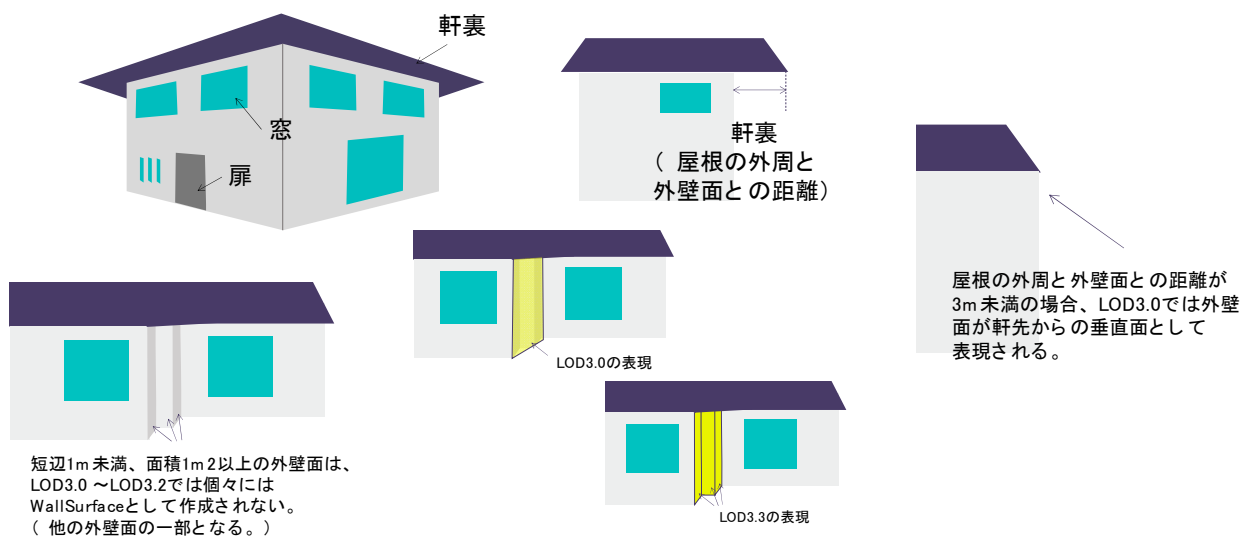 軒裏
窓
扉
軒裏
( 屋根の外周と
外壁面との距離)
屋根の外周と外壁面との距離が
3m未満の場合、LOD3.0では外壁
面が軒先からの垂直面として
表現される。
LOD3.0の表現
短辺1m未満、面積1m2以上の外壁面は、
LOD3.0 ～LOD3.2では個々には
WallSurfaceとして作成されない。
( 他の外壁面の一部となる。)
LOD3.3の表現